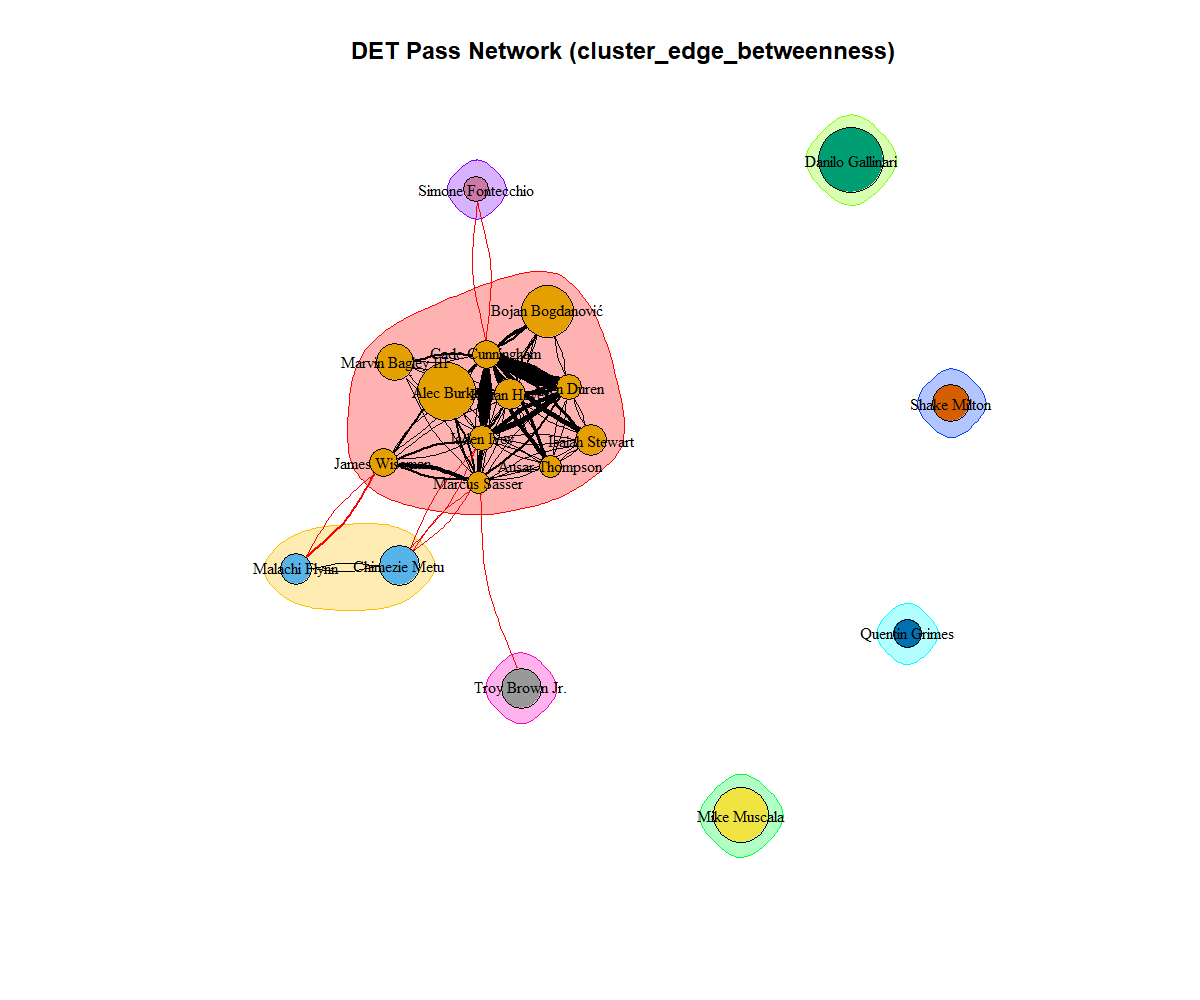 DET Pass Network (cluster_edge_betweenness)
Danilo Gallinari
Simone Fontecchio
Bojan Bogdanović
Cade Cunningham
Marvin Bagley III
Alec Burks
Duren
Shake Milton
Jaden Ivey
Isaiah Stewart
James Wiseman
Ausar Thompson
Marcus Sasser
Malachi Flynn
Chimezie Metu
Quentin Grimes
Troy Brown Jr.
Mike Muscala